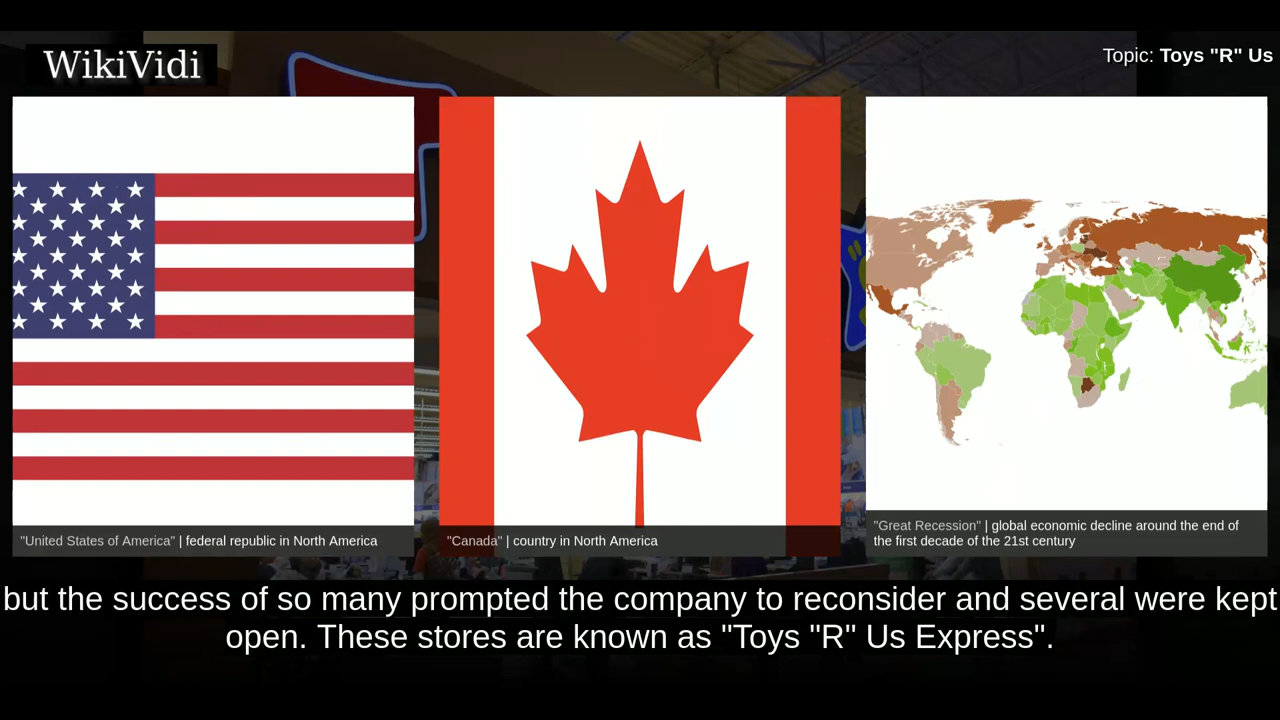 WikiVidi
Topic: Toys "R" Us
"United States of America" | federal republic in North America
"Canada" | country in North America
"Great Recession" | global economic decline around the end of
the first decade of the 21st century
but the success of so many prompted the company to reconsider and several were kept
open. These stores are known as "Toys "R" Us Express".